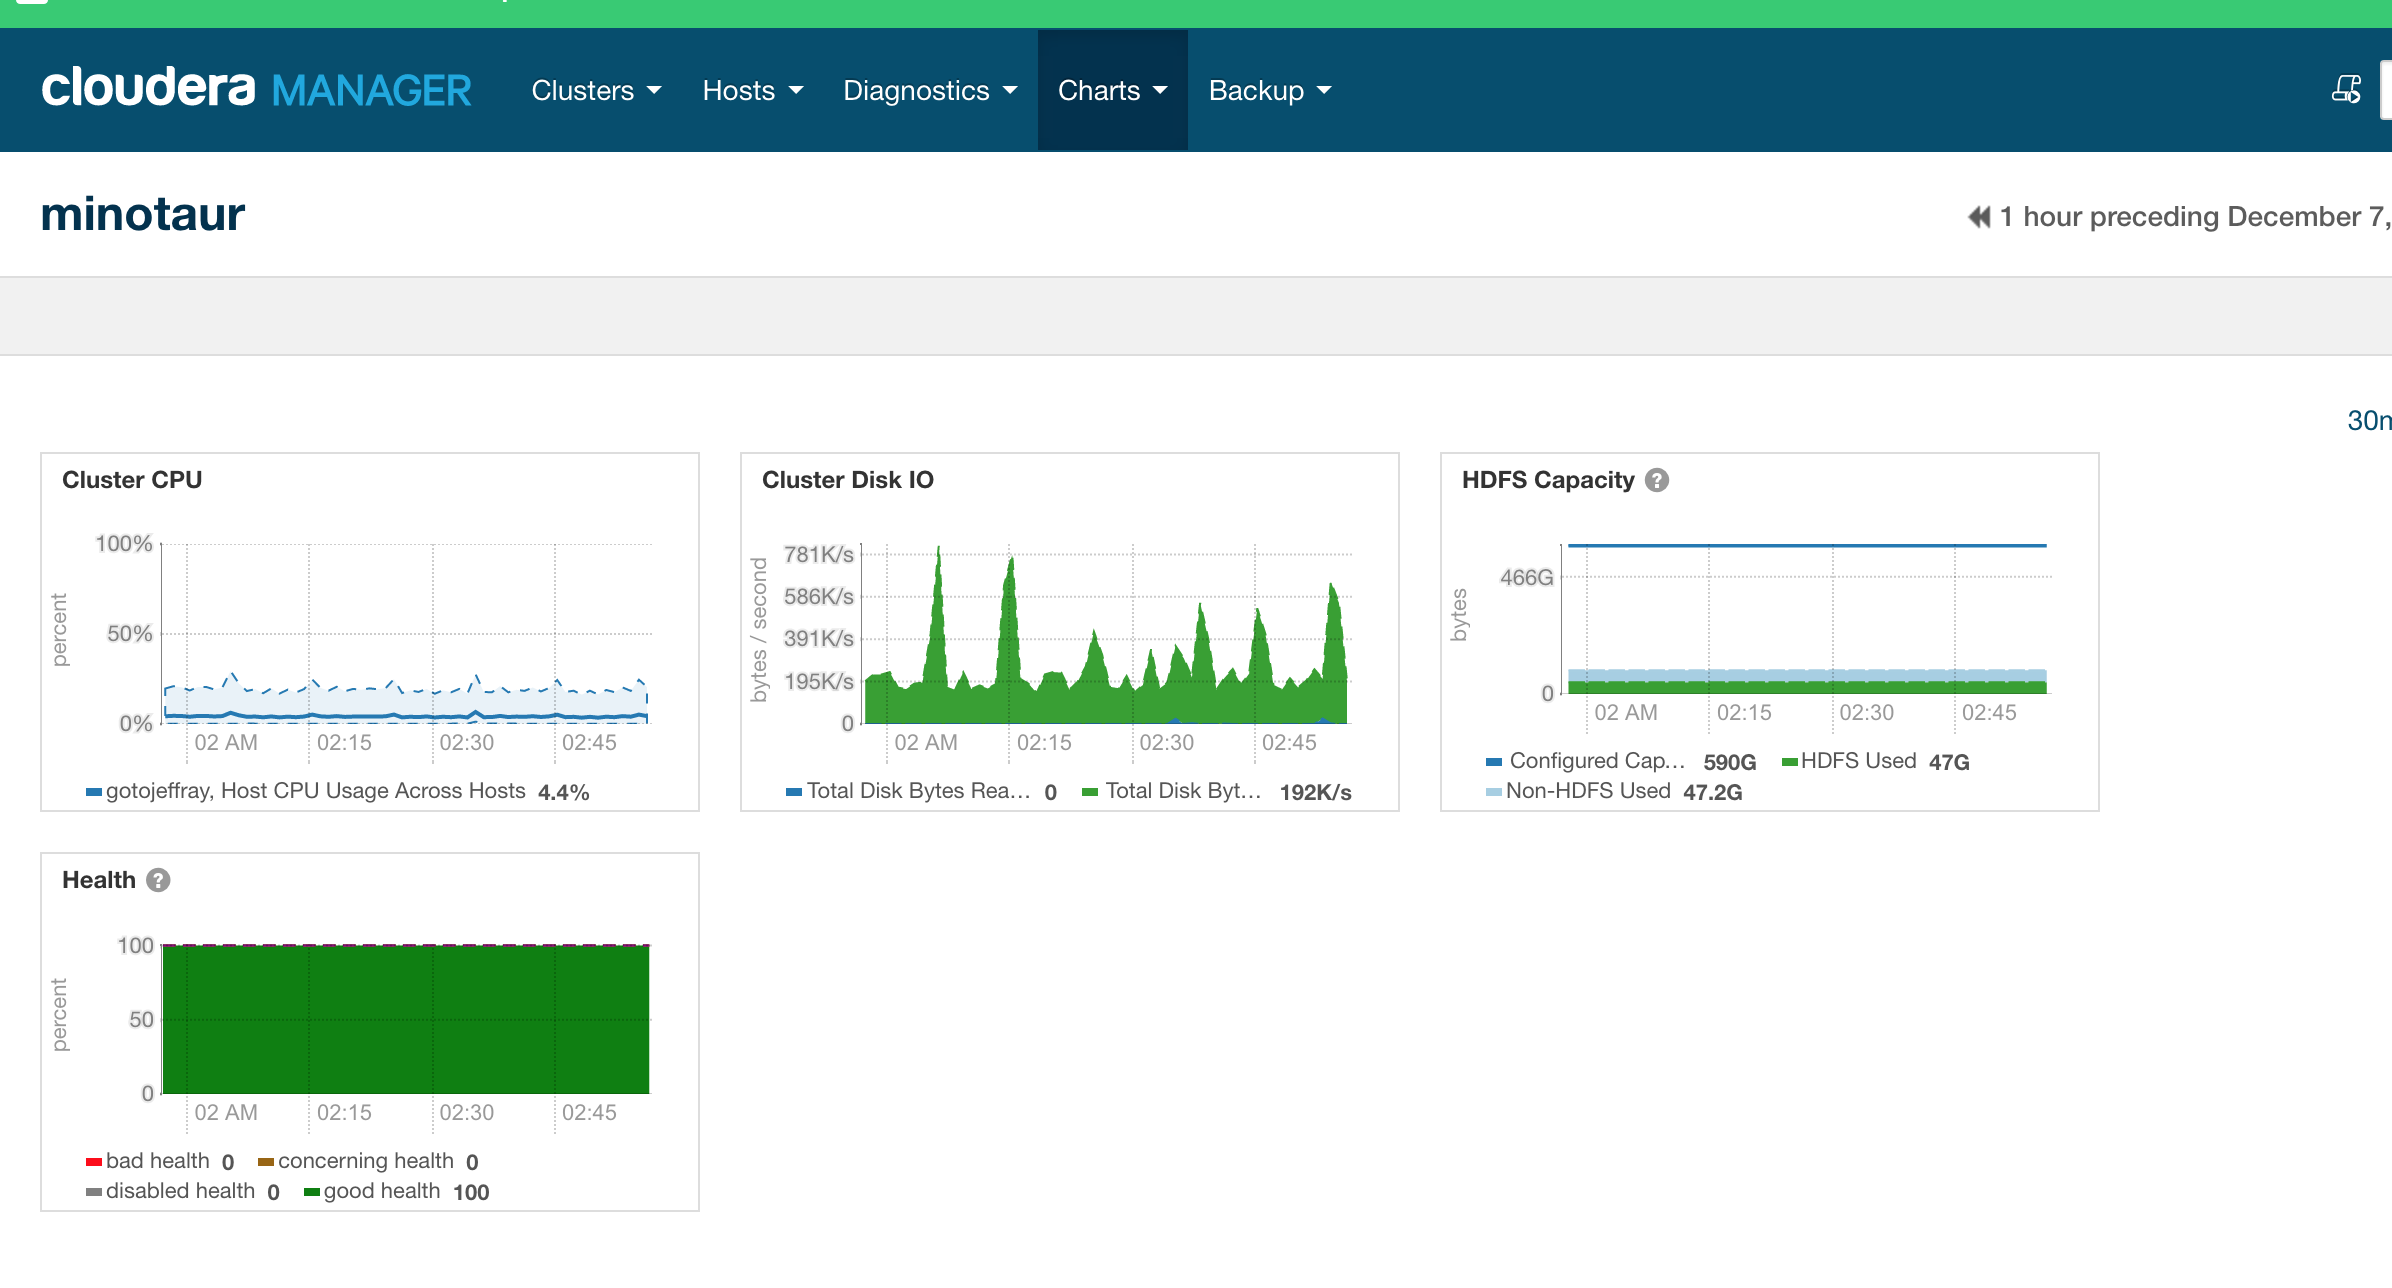 cloudera MANAGER Clusters Hosts Diagnostics Charts Backup
minotaur
1 hour preceding December 7,
Cluster CPU
percent
100%
50%
0%
02 AM 02:15 02:30 02:45
gotojeffray, Host CPU Usage Across Hosts 4.4%
Cluster Disk IO
bytes / second
781K/s
586K/s
391K/s
195K/s
0
02 AM 02:15 02:30 02:45
Total Disk Bytes Rea... 0 Total Disk Byt... 192K/s
HDFS Capacity ?
bytes
466G
0
02 AM 02:15 02:30 02:45
Configured Cap... 590G HDFS Used 47G
Non-HDFS Used 47.2G
Health ?
percent
100
50
0
02 AM 02:15 02:30 02:45
bad health 0 concerning health 0
disabled health 0 good health 100